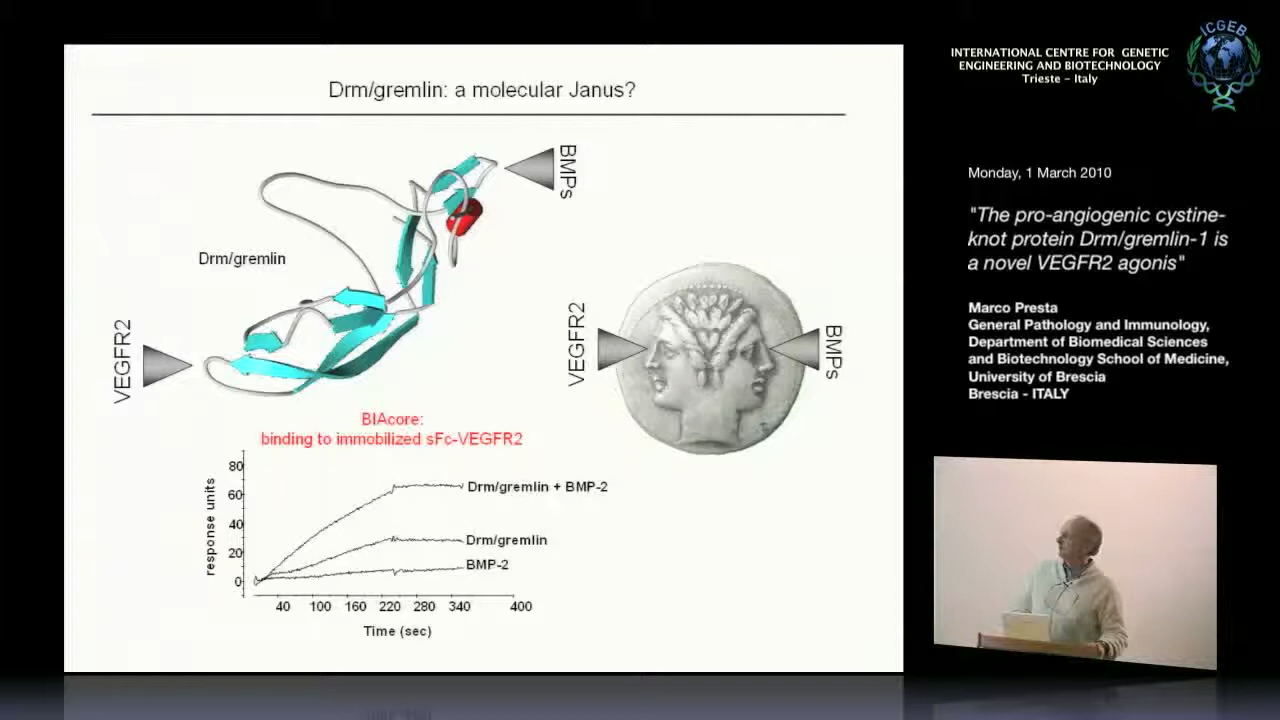 Drm/gremlin: a molecular Janus?
BMPs
Drm/gremlin
VEGFR2
VEGFR2
BMPs
BIAcore:
binding to immobilized sFc-VEGFR2
response units
80
60
40
20
0
Drm/gremlin + BMP-2
Drm/gremlin
BMP-2
40 100 160 220 280 340 400
Time (sec)
INTERNATIONAL CENTRE FOR GENETIC
ENGINEERING AND BIOTECHNOLOGY
Trieste – Italy
ICGEB
Monday, 1 March 2010
"The pro-angiogenic cystine-
knot protein Drm/gremlin-1 is
a novel VEGFR2 agonis"
Marco Presta
General Pathology and Immunology,
Department of Biomedical Sciences
and Biotechnology School of Medicine,
University of Brescia
Brescia - ITALY